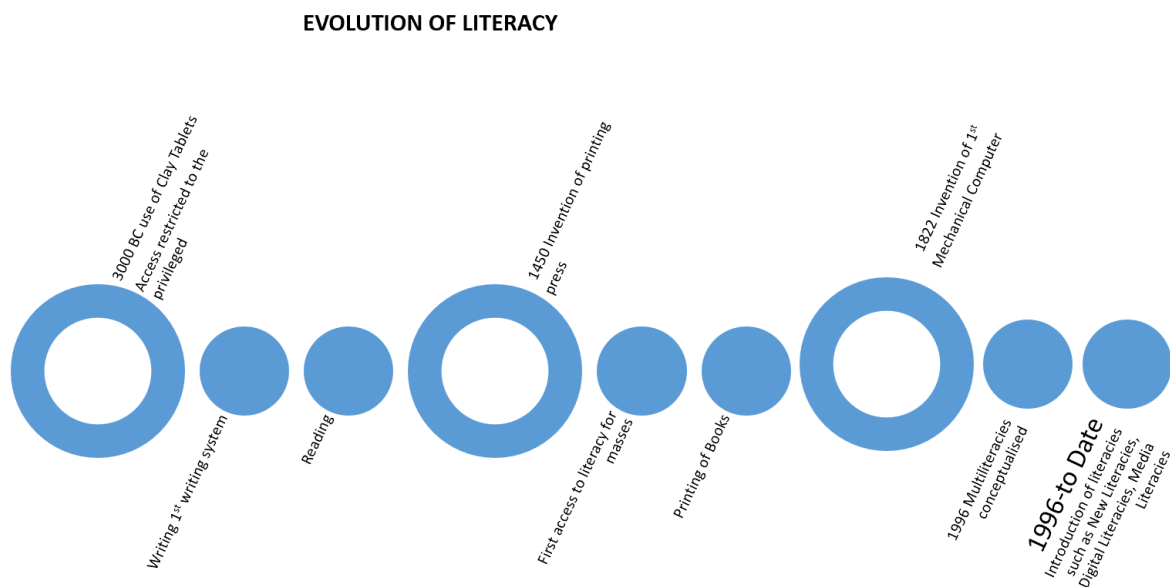 EVOLUTION OF LITERACY
3000 BC use of Clay Tablets
Access restricted to the
privileged
Writing 1st writing system
Reading
1450 Invention of printing
press
First access to literacy for
masses
Printing of Books
1822 Invention of 1st
Mechanical Computer
1996 Multiliteracies
conceptualised
1996-to Date
Introduction of literacies
such as New Literacies,
Digital Literacies, Media
Literacies